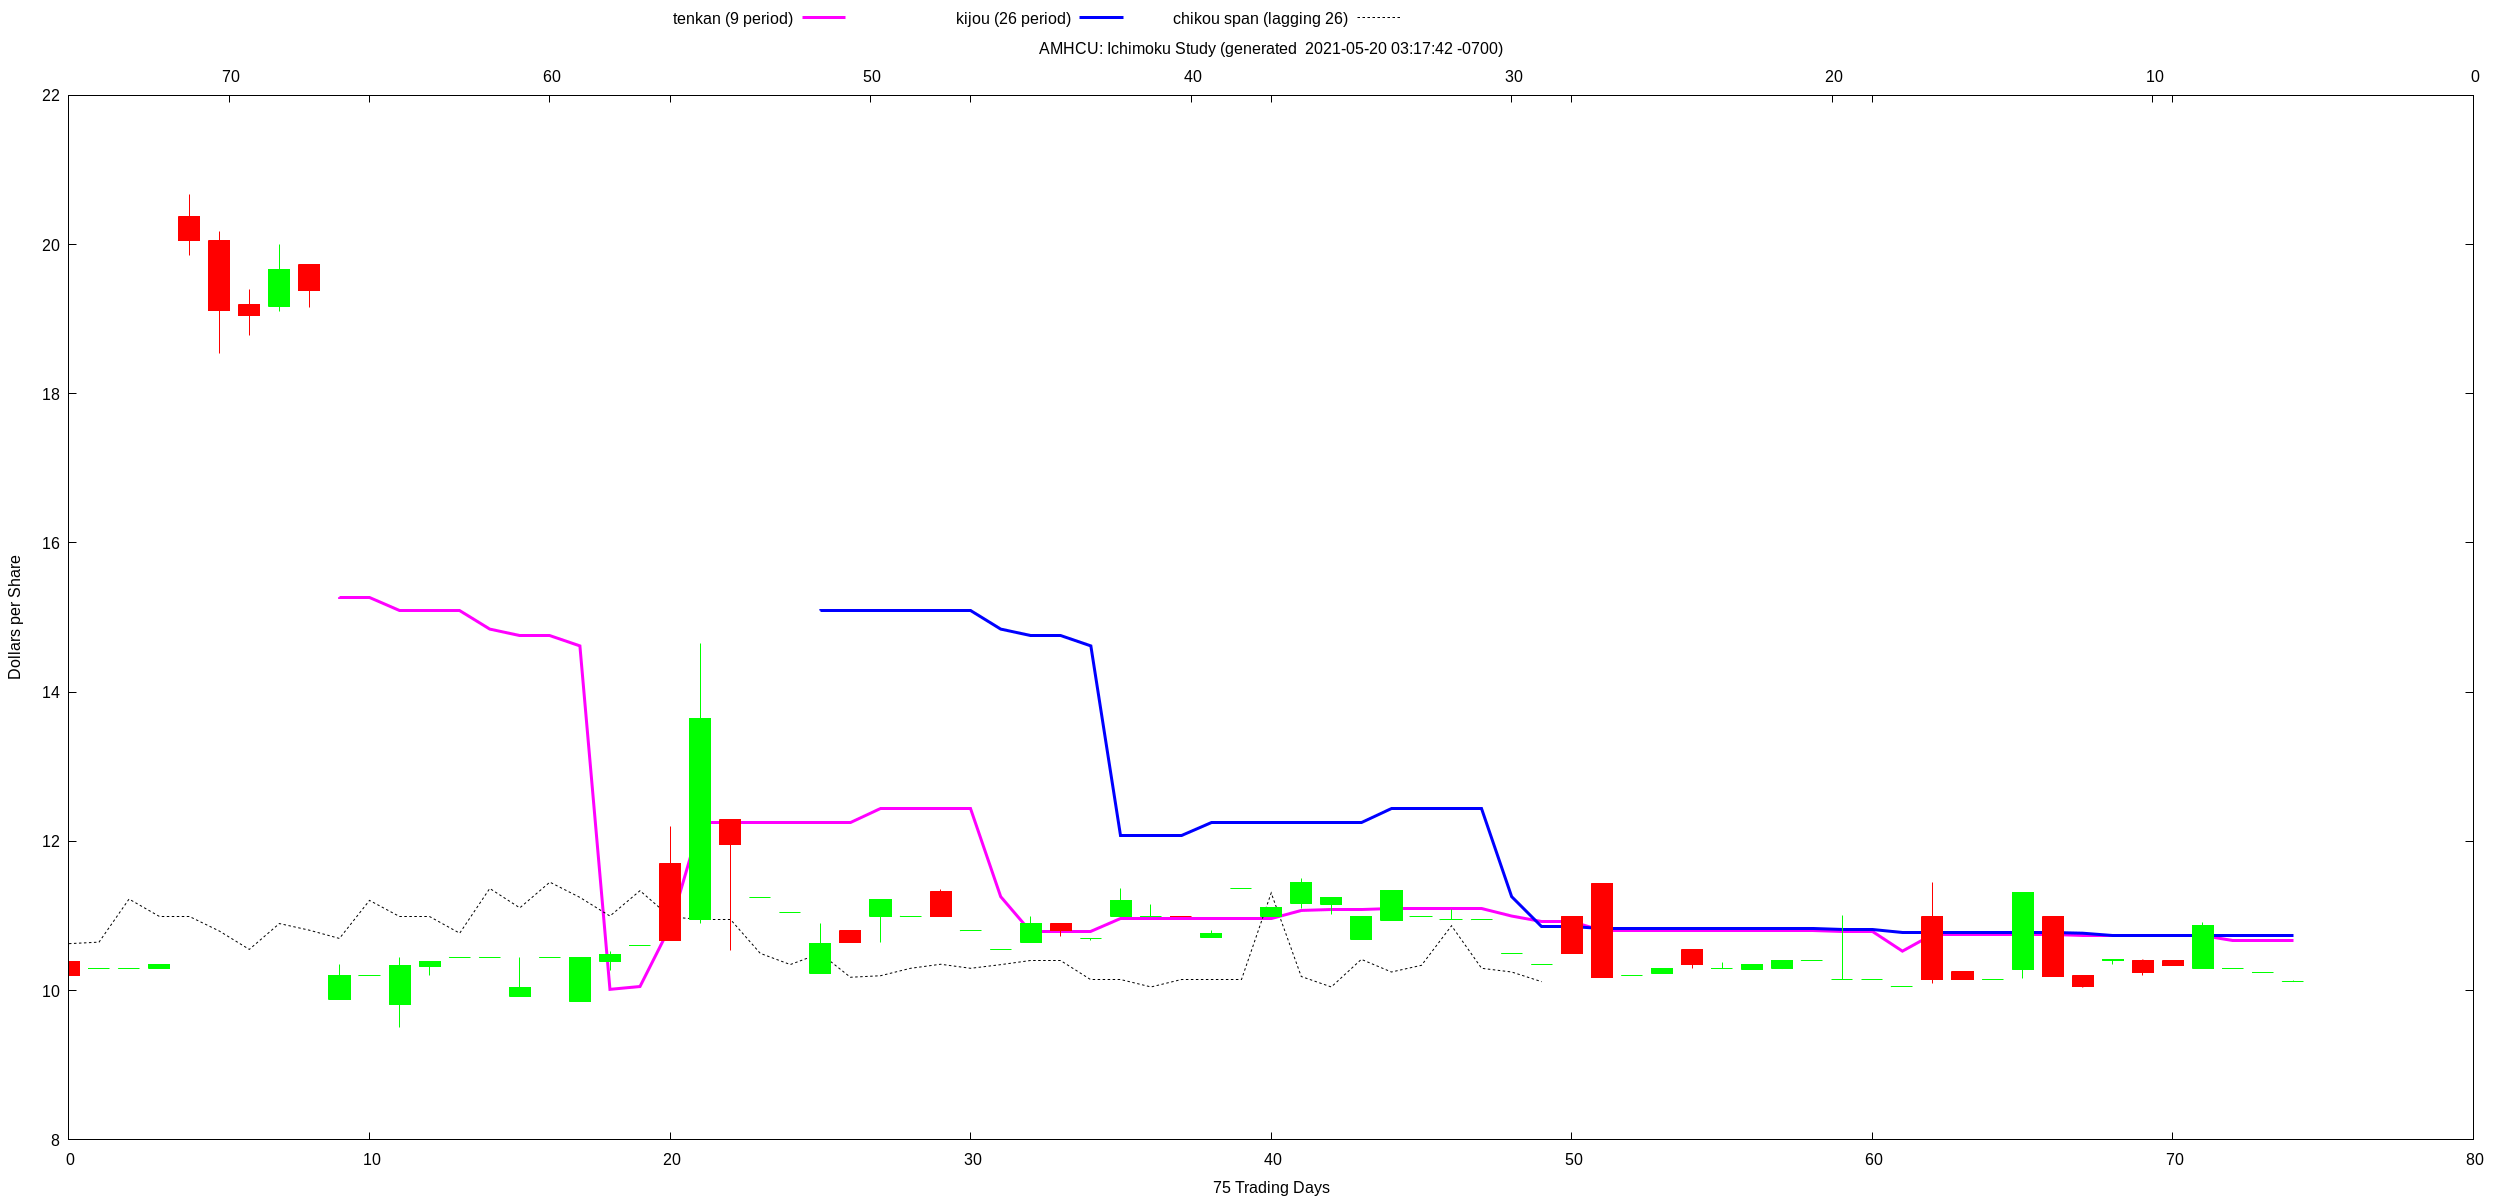 tenkan (9 period) kijou (26 period) chikou span (lagging 26)
AMHCU: Ichimoku Study (generated  2021-05-20 03:17:42 -0700)
70 60 50 40 30 20 10 0
22
20
18
16
14
12
10
8
Dollars per Share
0 10 20 30 40 50 60 70 80
75 Trading Days